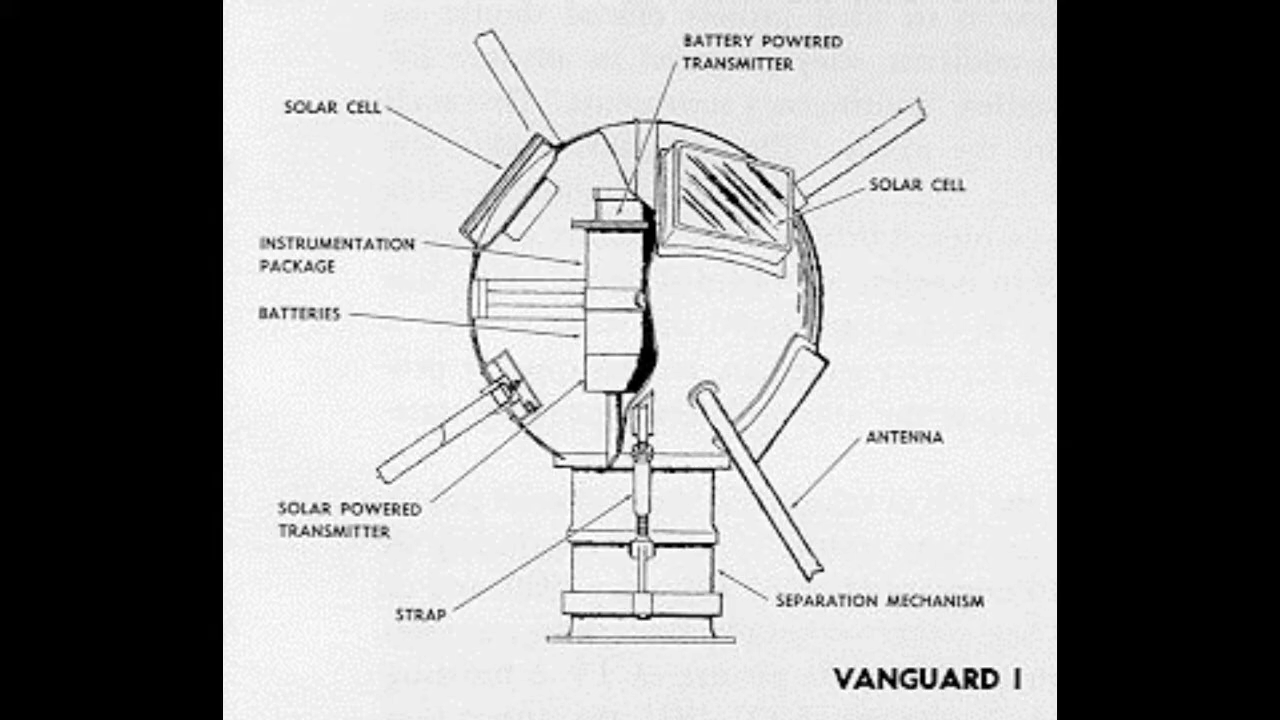 BATTERY POWERED
TRANSMITTER
SOLAR CELL
SOLAR CELL
INSTRUMENTATION
PACKAGE
BATTERIES
ANTENNA
SOLAR POWERED
TRANSMITTER
STRAP
SEPARATION MECHANISM
VANGUARD I